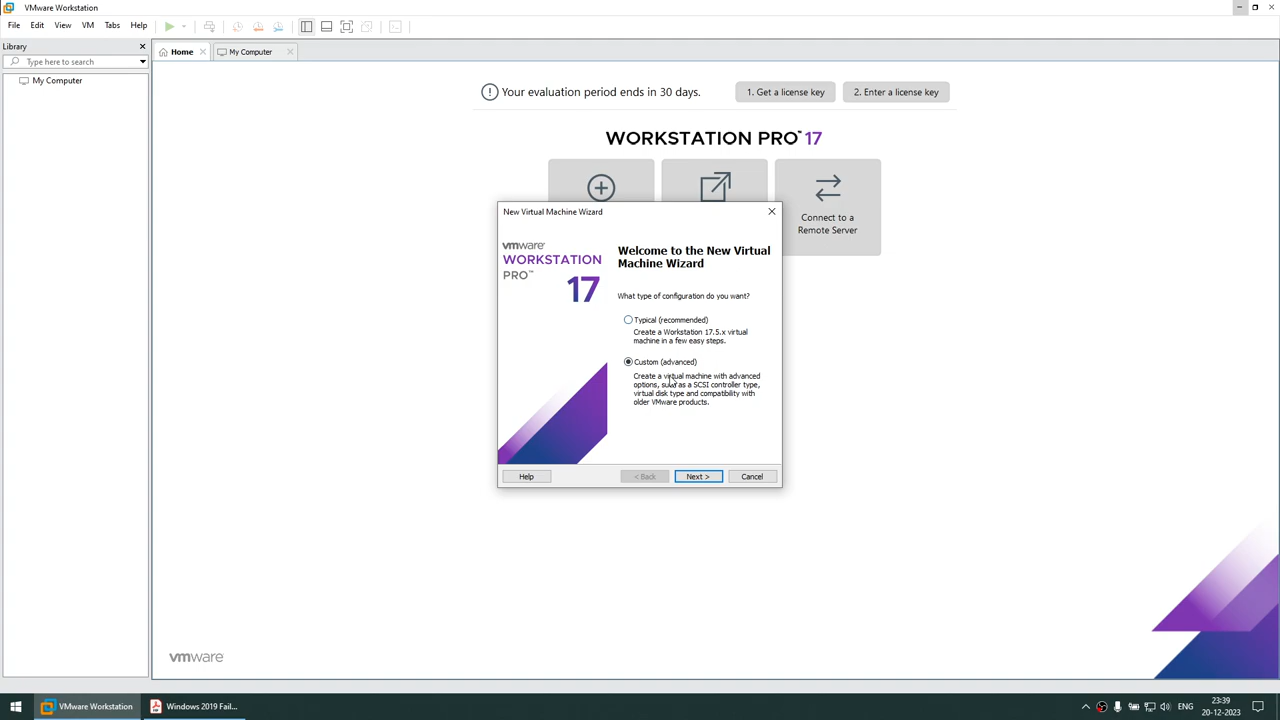 VMware Workstation
File Edit View VM Tabs Help
Library
Type here to search
My Computer
Home
My Computer
Your evaluation period ends in 30 days.
1. Get a license key
2. Enter a license key
WORKSTATION PRO™ 17
Connect to a
Remote Server
New Virtual Machine Wizard
vmware
WORKSTATION
PRO™
17
Welcome to the New Virtual
Machine Wizard
What type of configuration do you want?
Typical (recommended)
Create a Workstation 17.5.x virtual
machine in a few easy steps.
Custom (advanced)
Create a virtual machine with advanced
options, such as a SCSI controller type,
virtual disk type and compatibility with
older VMware products.
Help
< Back
Next >
Cancel
vmware
VMware Workstation
Windows 2019 Fail...
ENG
23:39
20-12-2023